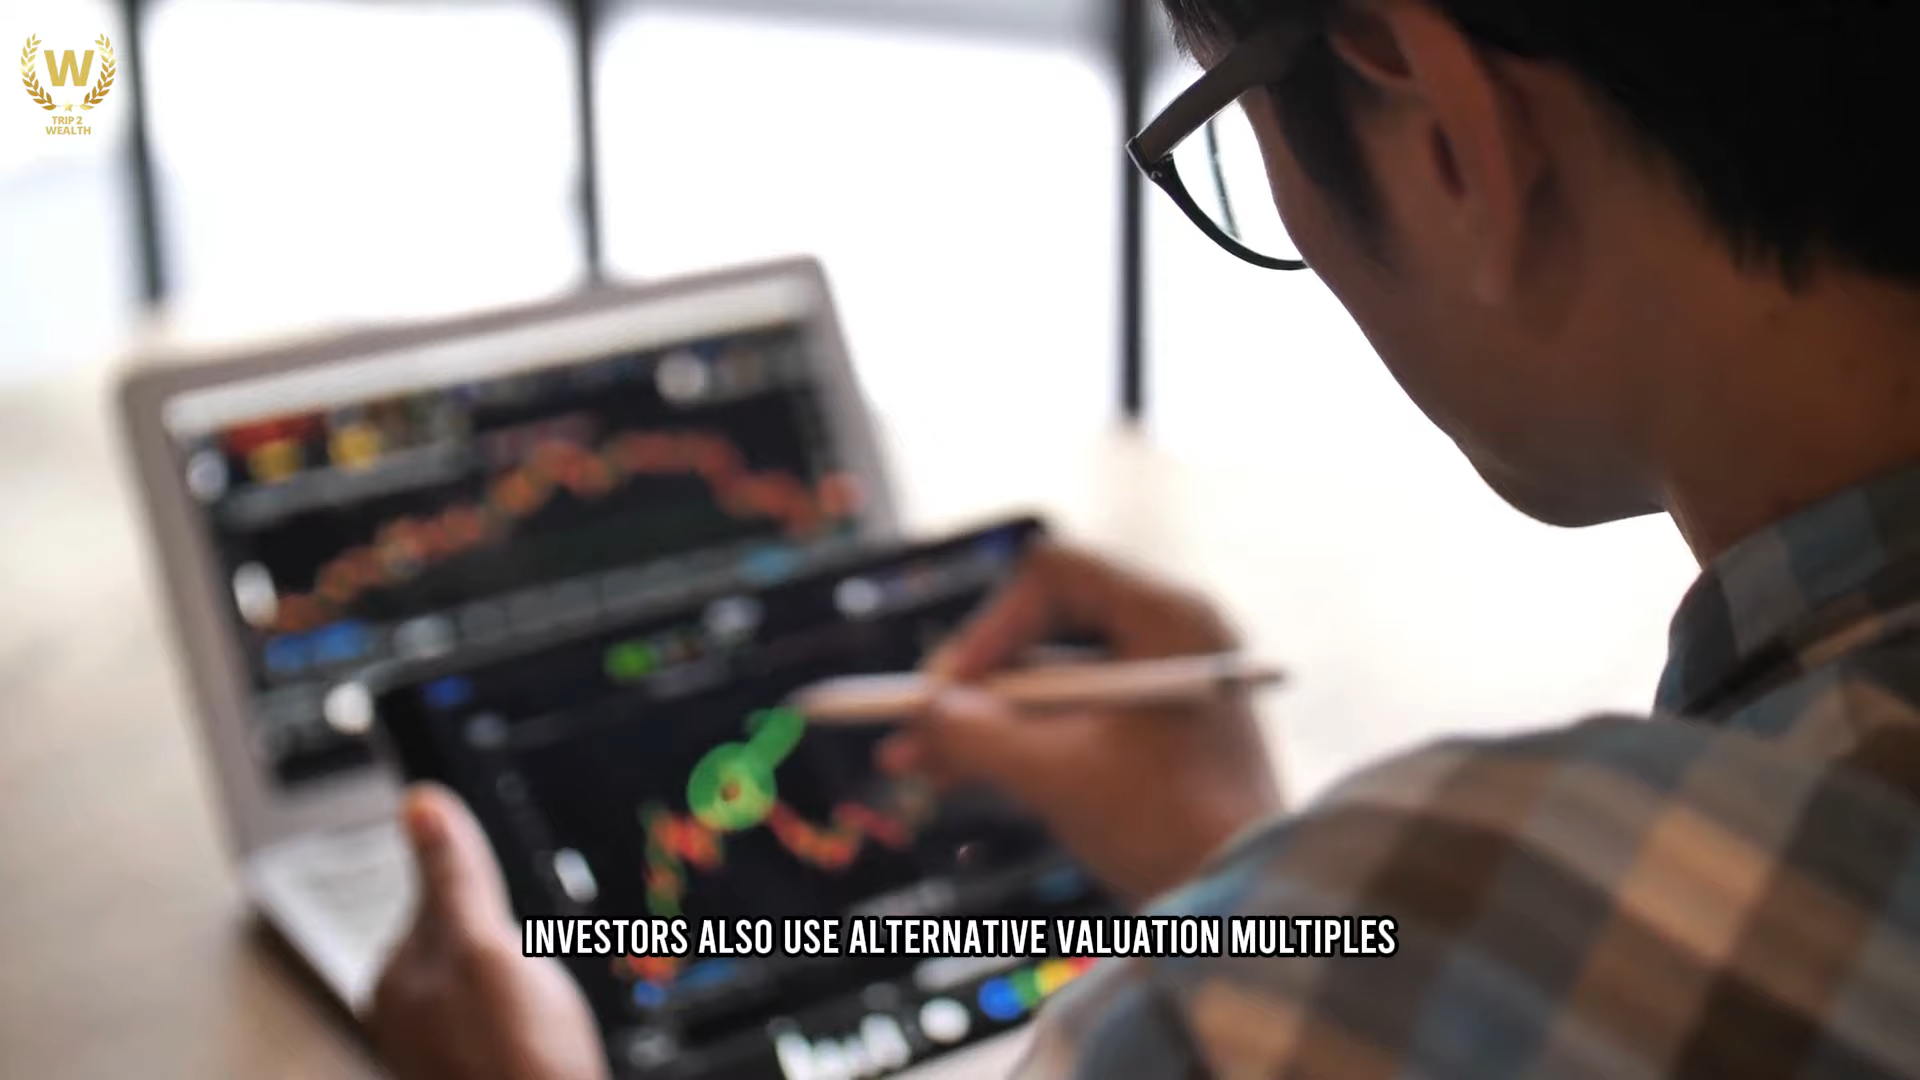 W
TRIP 2
WEALTH
INVESTORS ALSO USE ALTERNATIVE VALUATION MULTIPLES